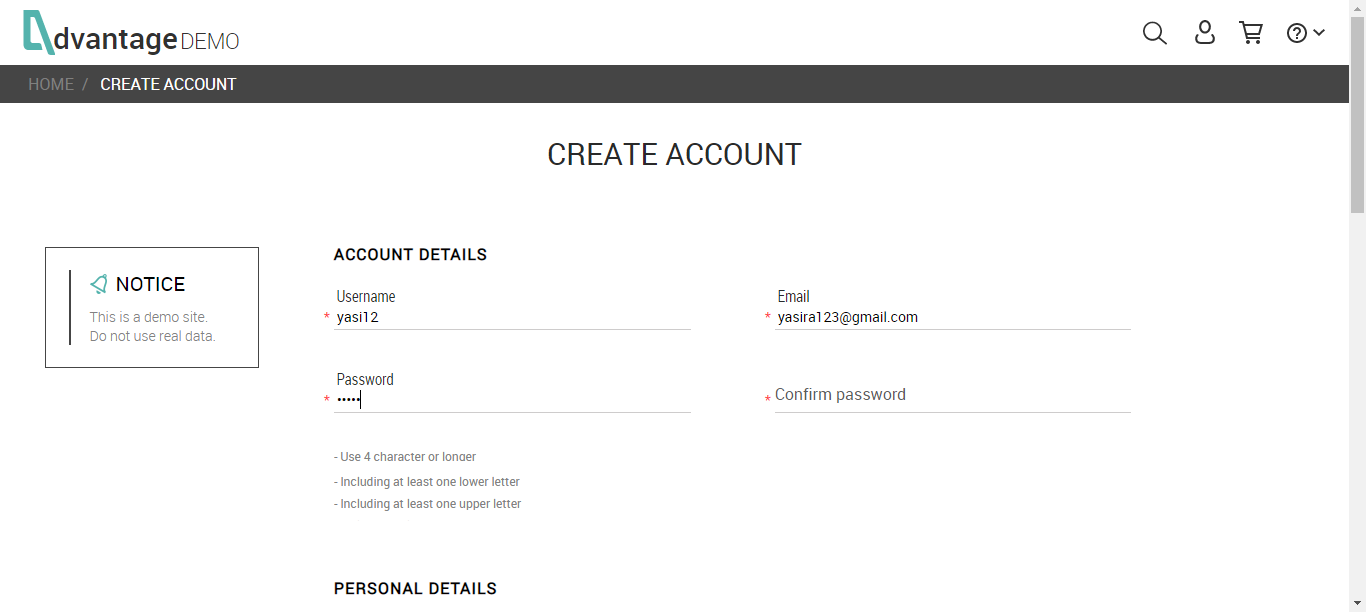 dvantage DEMO
HOME / CREATE ACCOUNT
CREATE ACCOUNT
NOTICE
This is a demo site.
Do not use real data.
ACCOUNT DETAILS
Username
* yasi12
Email
* yasira123@gmail.com
Password
* •••••
* Confirm password
- Use 4 character or longer
- Including at least one lower letter
- Including at least one upper letter
PERSONAL DETAILS